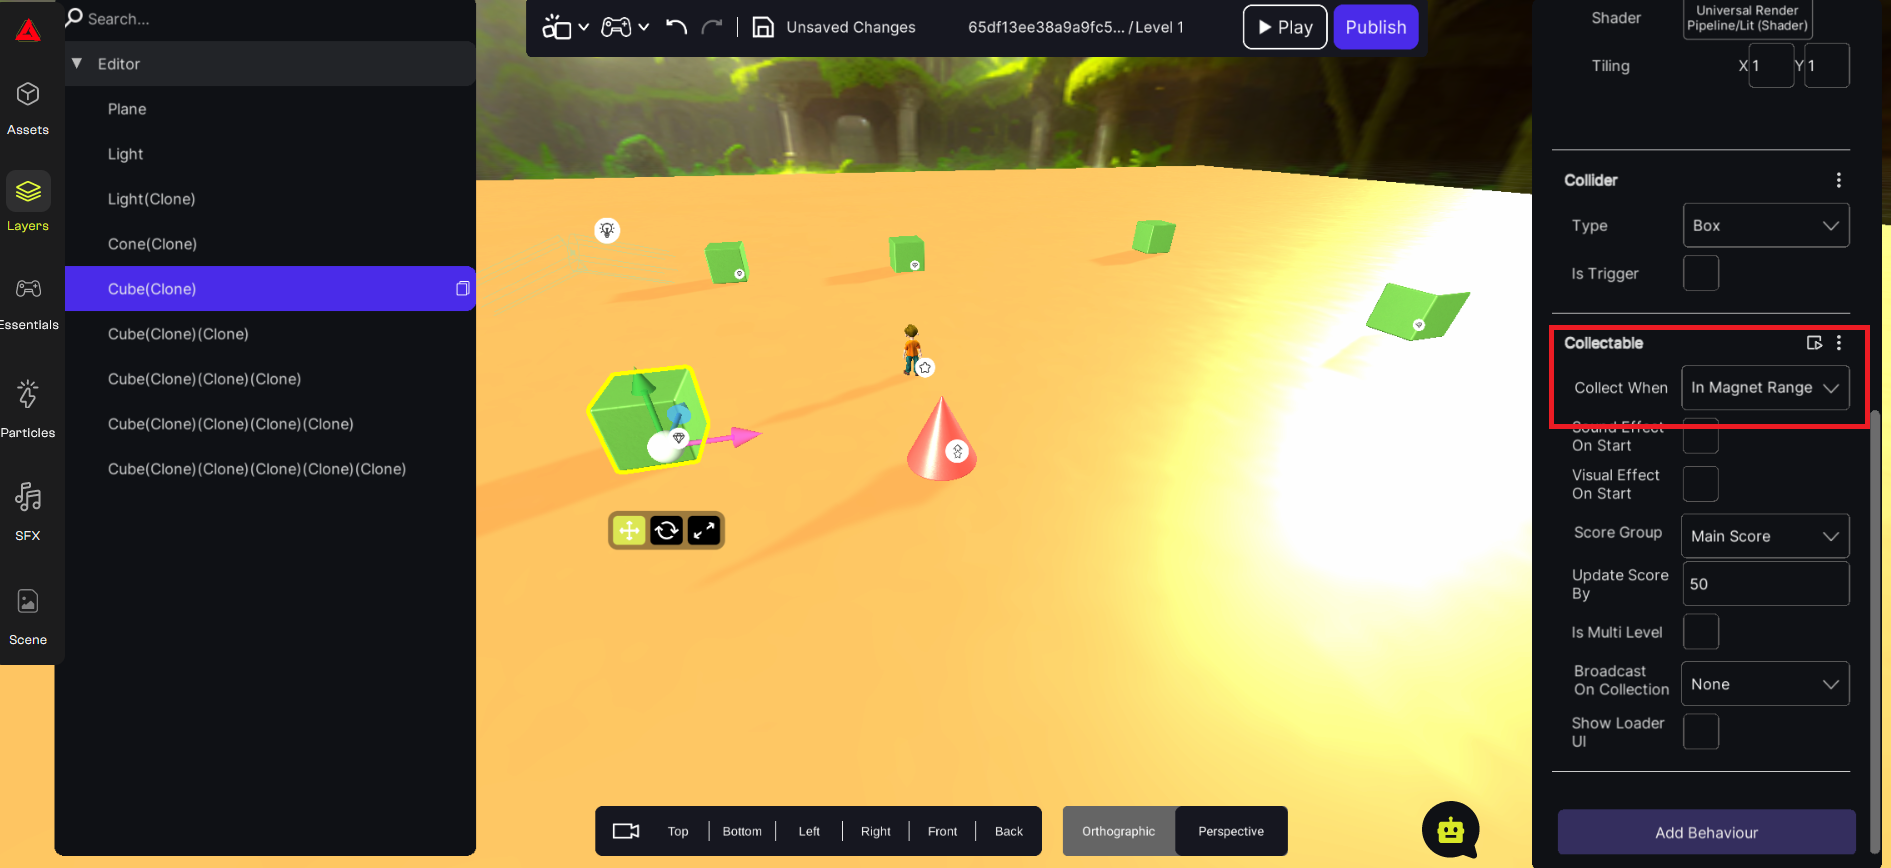 Search...
Editor
Plane
Light
Light(Clone)
Cone(Clone)
Cube(Clone)
Cube(Clone)(Clone)
Cube(Clone)(Clone)(Clone)
Cube(Clone)(Clone)(Clone)(Clone)
Cube(Clone)(Clone)(Clone)(Clone)(Clone)
Assets
Layers
Essentials
Particles
SFX
Scene
Unsaved Changes
65df13ee38a9a9fc5... / Level 1
Play
Publish
Top
Bottom
Left
Right
Front
Back
Orthographic
Perspective
Shader
Universal Render
Pipeline/Lit (Shader)
Tiling X 1 Y 1
Collider
Type Box
Is Trigger
Collectable
Collect When In Magnet Range
Sound Effect
On Start
Visual Effect
On Start
Score Group Main Score
Update Score
By
50
Is Multi Level
Broadcast
On Collection
None
Show Loader
UI
Add Behaviour